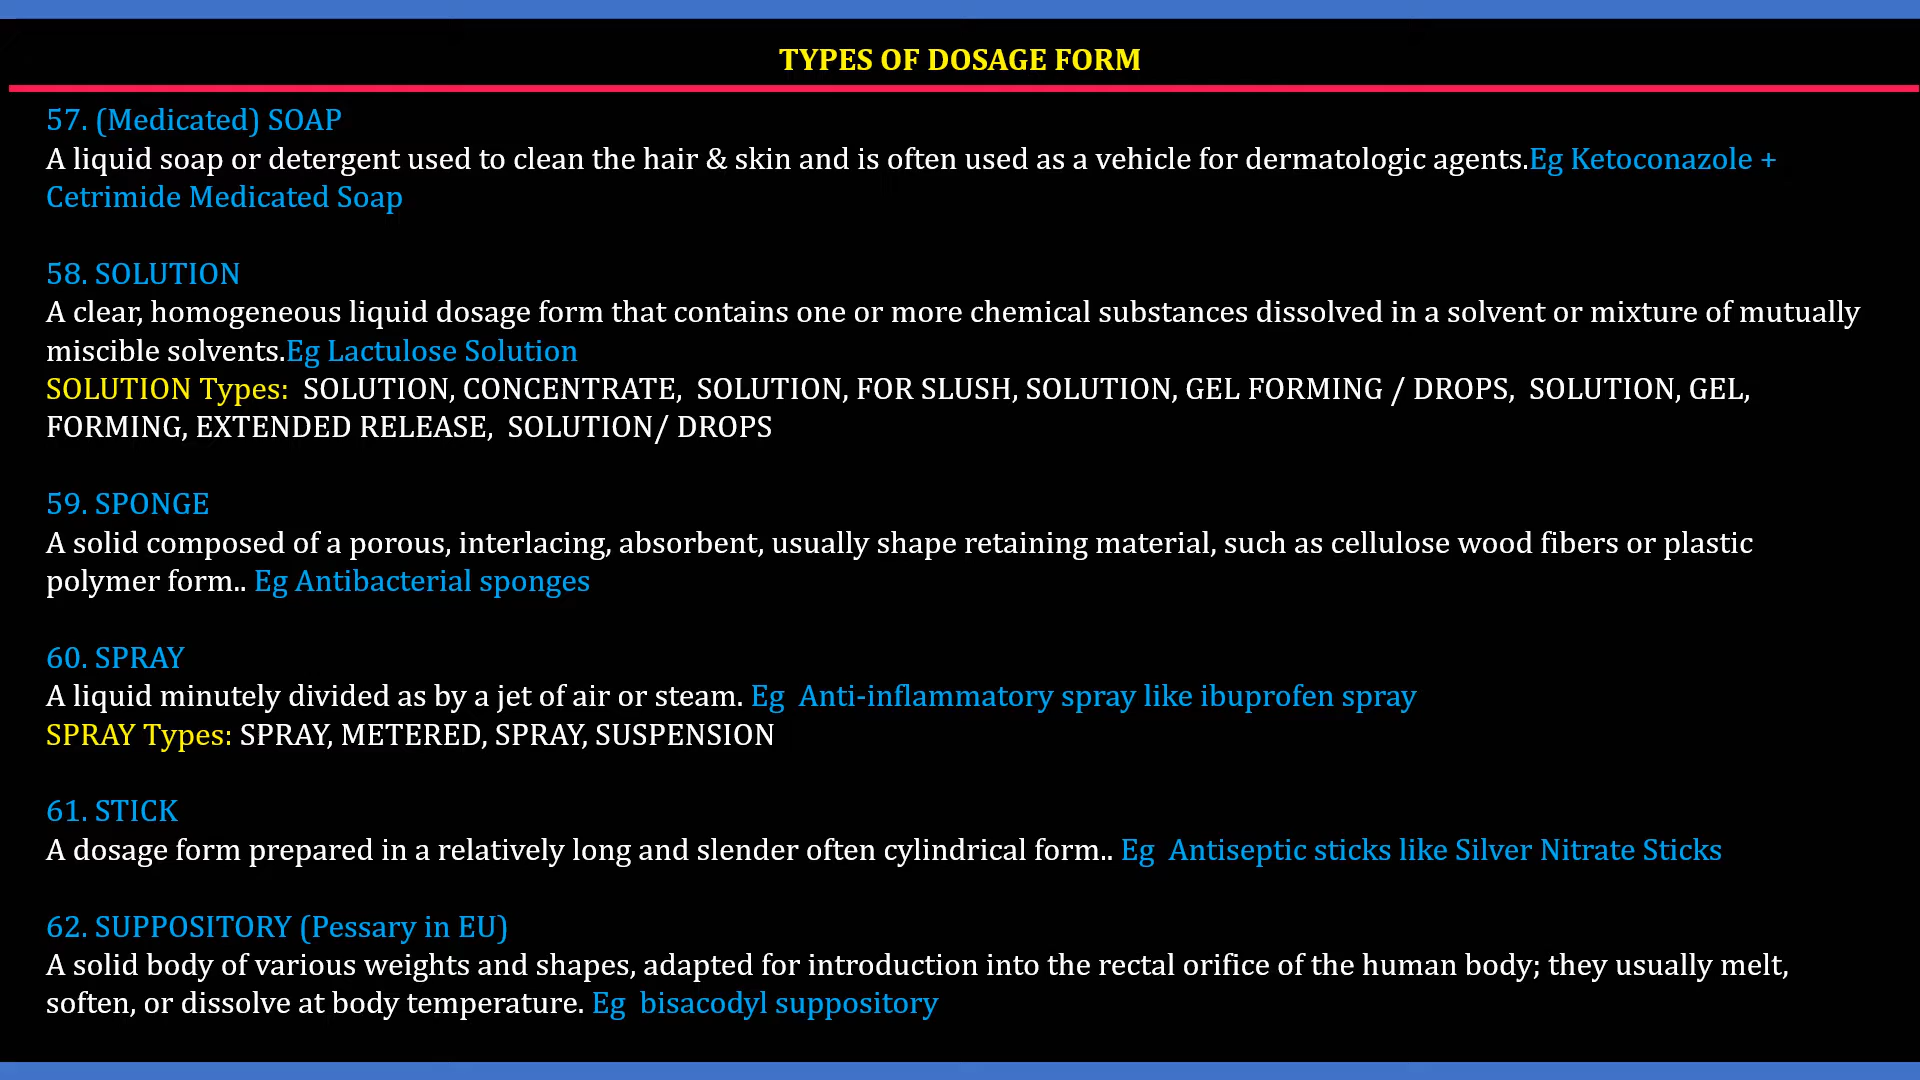 TYPES OF DOSAGE FORM
57. (Medicated) SOAP
A liquid soap or detergent used to clean the hair & skin and is often used as a vehicle for dermatologic agents.Eg Ketoconazole +
Cetrimide Medicated Soap
58. SOLUTION
A clear, homogeneous liquid dosage form that contains one or more chemical substances dissolved in a solvent or mixture of mutually
miscible solvents.Eg Lactulose Solution
SOLUTION Types:  SOLUTION, CONCENTRATE,  SOLUTION, FOR SLUSH, SOLUTION, GEL FORMING / DROPS,  SOLUTION, GEL,
FORMING, EXTENDED RELEASE,  SOLUTION/ DROPS
59. SPONGE
A solid composed of a porous, interlacing, absorbent, usually shape retaining material, such as cellulose wood fibers or plastic
polymer form.. Eg Antibacterial sponges
60. SPRAY
A liquid minutely divided as by a jet of air or steam. Eg  Anti-inflammatory spray like ibuprofen spray
SPRAY Types: SPRAY, METERED, SPRAY, SUSPENSION
61. STICK
A dosage form prepared in a relatively long and slender often cylindrical form.. Eg  Antiseptic sticks like Silver Nitrate Sticks
62. SUPPOSITORY (Pessary in EU)
A solid body of various weights and shapes, adapted for introduction into the rectal orifice of the human body; they usually melt,
soften, or dissolve at body temperature. Eg  bisacodyl suppository